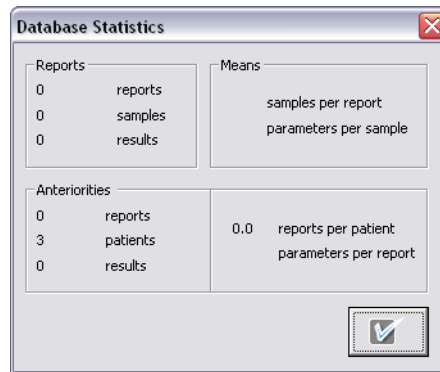 Database Statistics
Reports
0 reports
0 samples
0 results
Means
samples per report
parameters per sample
Anteriorities
0 reports
3 patients
0 results
0.0 reports per patient
parameters per report